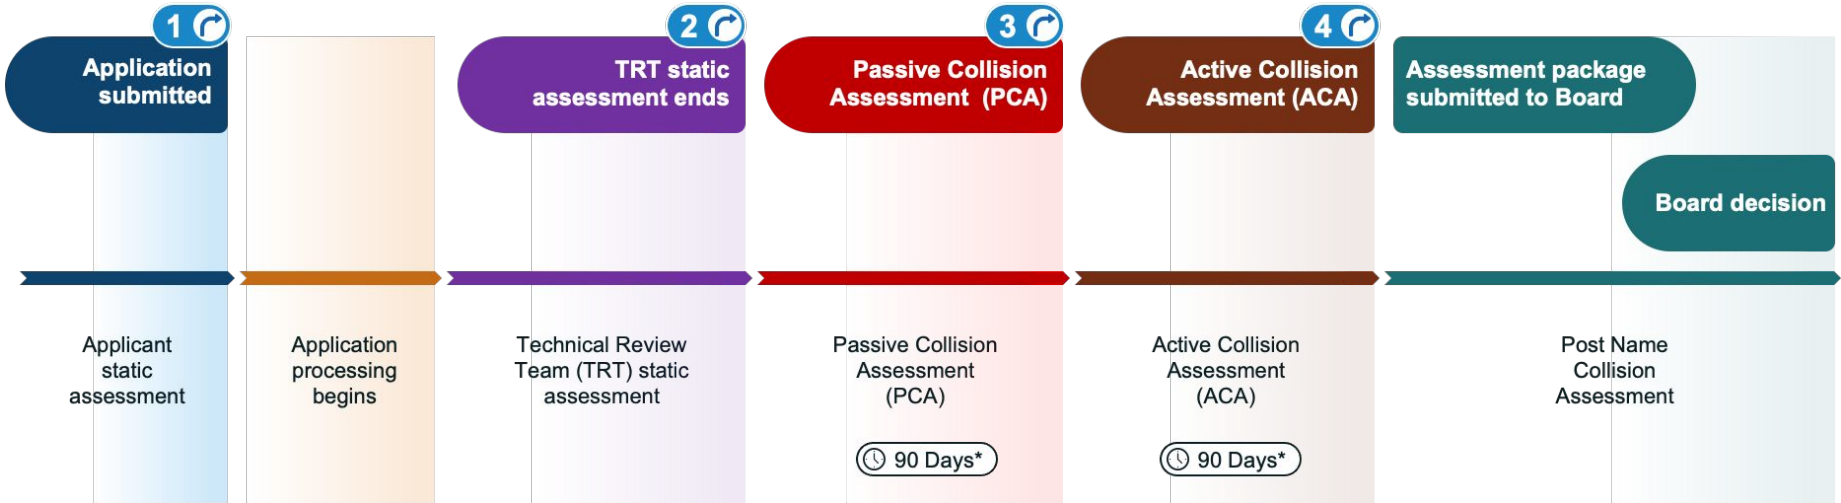 1
Application
submitted
2
TRT static
assessment ends
3
Passive Collision
Assessment (PCA)
4
Active Collision
Assessment (ACA)
Assessment package
submitted to Board
Board decision
Applicant
static
assessment
Application
processing
begins
Technical Review
Team (TRT) static
assessment
Passive Collision
Assessment
(PCA)
90 Days*
Active Collision
Assessment
(ACA)
90 Days*
Post Name
Collision
Assessment